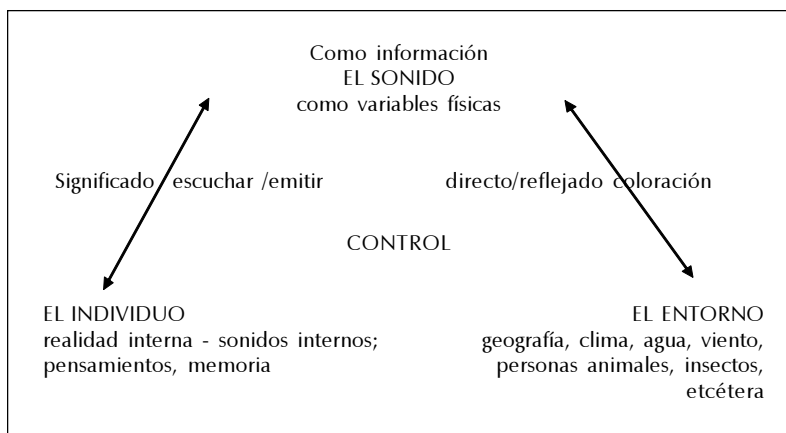 Como información
EL SONIDO
como variables físicas
Significado escuchar /emitir
directo/reflejado coloración
CONTROL
EL INDIVIDUO
realidad interna - sonidos internos;
pensamientos, memoria
EL ENTORNO
geografía, clima, agua, viento,
personas animales, insectos,
etcétera